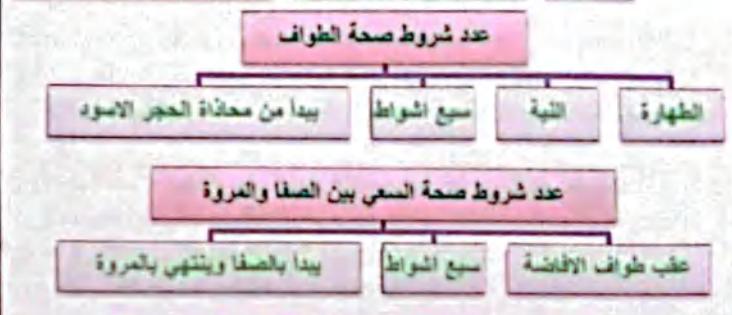 عدد شروط صحة الطواف
الطهارة
النية
سبع اشواط
يبدأ من محاذاة الحجر الاسود
عدد شروط صحة السعي بين الصفا والمروة
عقب طواف الافاضة
سبع اشواط
يبدا بالصفا وينتهي بالمروة